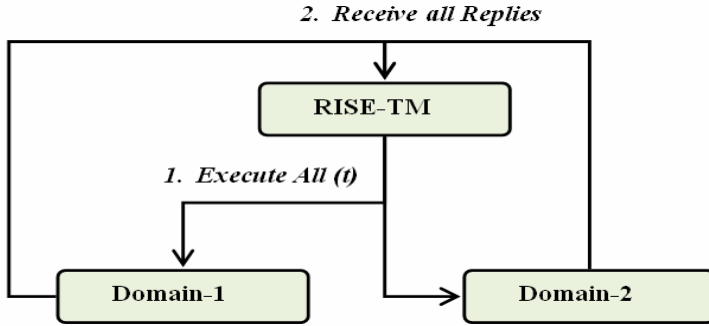 2. Receive all Replies
RISE-TM
1. Execute All (t)
Domain-1
Domain-2